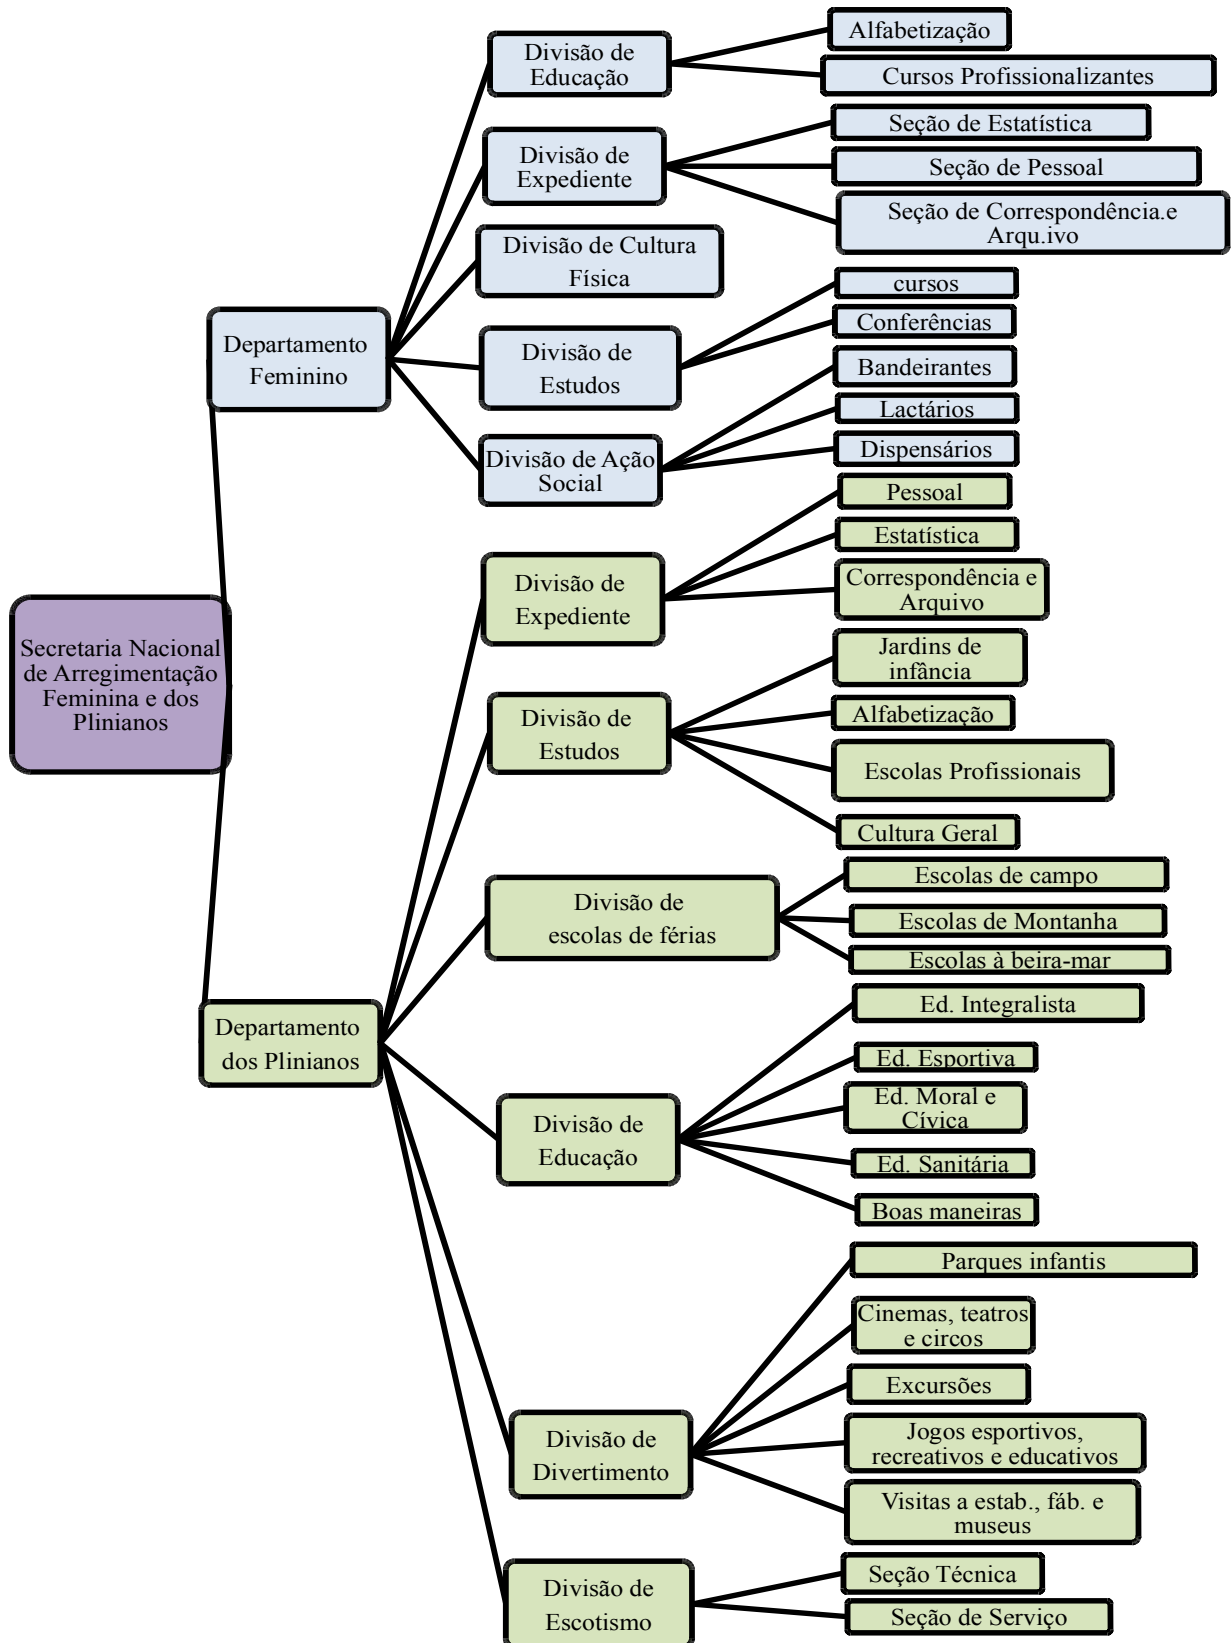 Secretaria Nacional
de Arregimentação
Feminina e dos
Plinianos
Departamento
Feminino
Divisão de
Educação
Alfabetização
Cursos Profissionalizantes
Divisão de
Expediente
Seção de Estatística
Seção de Pessoal
Seção de Correspondência.e
Arqu.ivo
Divisão de Cultura
Física
Divisão de
Estudos
cursos
Conferências
Divisão de Ação
Social
Bandeirantes
Lactários
Dispensários
Departamento
dos Plinianos
Divisão de
Expediente
Pessoal
Estatística
Correspondência e
Arquivo
Divisão de
Estudos
Jardins de
infância
Alfabetização
Escolas Profissionais
Cultura Geral
Divisão de
escolas de férias
Escolas de campo
Escolas de Montanha
Escolas à beira-mar
Divisão de
Educação
Ed. Integralista
Ed. Esportiva
Ed. Moral e
Cívica
Ed. Sanitária
Boas maneiras
Divisão de
Divertimento
Parques infantis
Cinemas, teatros
e circos
Excursões
Jogos esportivos,
recreativos e educativos
Visitas a estab., fáb. e
museus
Divisão de
Escotismo
Seção Técnica
Seção de Serviço